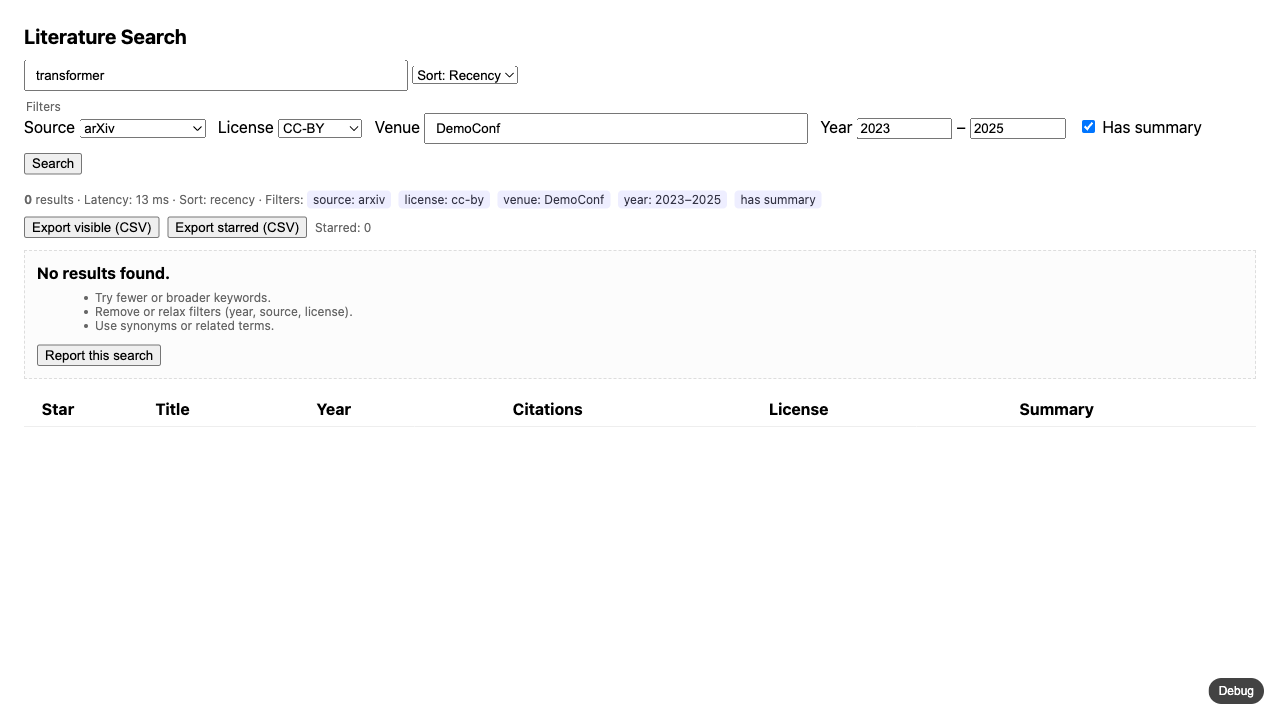 Literature Search
transformer Sort: Recency
Filters
Source arXiv License CC-BY Venue DemoConf Year 2023 – 2025 Has summary
Search
0 results · Latency: 13 ms · Sort: recency · Filters: source: arxiv license: cc-by venue: DemoConf year: 2023–2025 has summary
Export visible (CSV) Export starred (CSV) Starred: 0
No results found.
• Try fewer or broader keywords.
• Remove or relax filters (year, source, license).
• Use synonyms or related terms.
Report this search
Star Title Year Citations License Summary
Debug